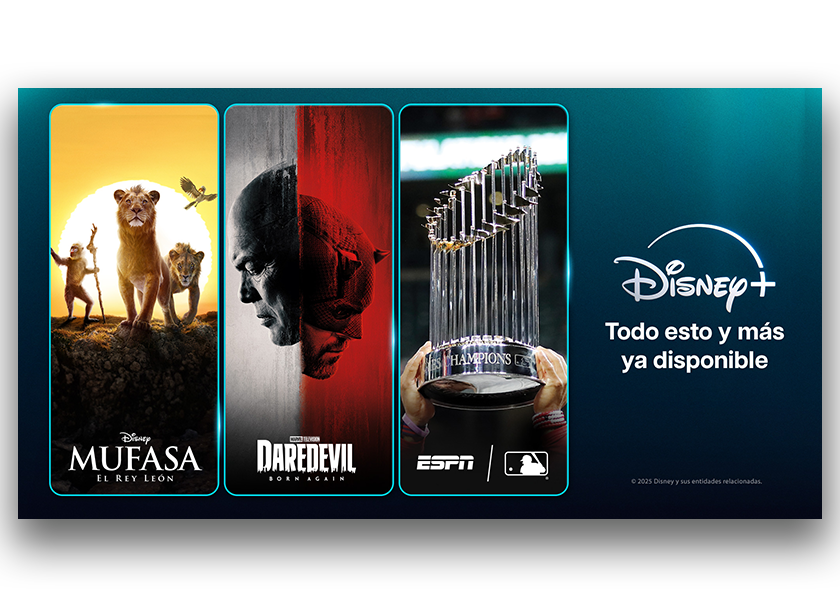 Disney
MUFASA
EL REY LEÓN
MARVEL TELEVISION
DAREDEVIL
BORN AGAIN
CHAMPIONS
ESPN
Disney+
Todo esto y más
ya disponible
© 2025 Disney y sus entidades relacionadas.